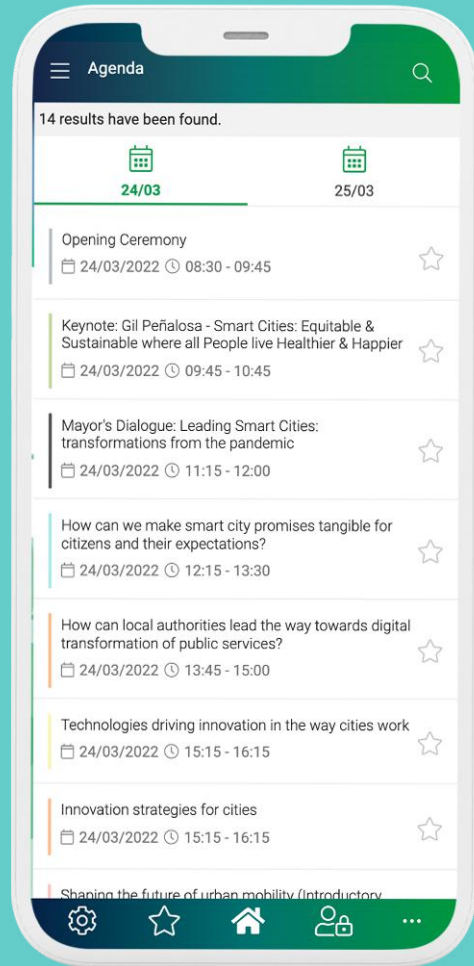 Agenda
14 results have been found.
24/03
25/03
Opening Ceremony
24/03/2022 08:30 - 09:45
Keynote: Gil Peñalosa - Smart Cities: Equitable &
Sustainable where all People live Healthier & Happier
24/03/2022 09:45 - 10:45
Mayor's Dialogue: Leading Smart Cities:
transformations from the pandemic
24/03/2022 11:15 - 12:00
How can we make smart city promises tangible for
citizens and their expectations?
24/03/2022 12:15 - 13:30
How can local authorities lead the way towards digital
transformation of public services?
24/03/2022 13:45 - 15:00
Technologies driving innovation in the way cities work
24/03/2022 15:15 - 16:15
Innovation strategies for cities
24/03/2022 15:15 - 16:15
Shaping the future of urban mobility (Introductory